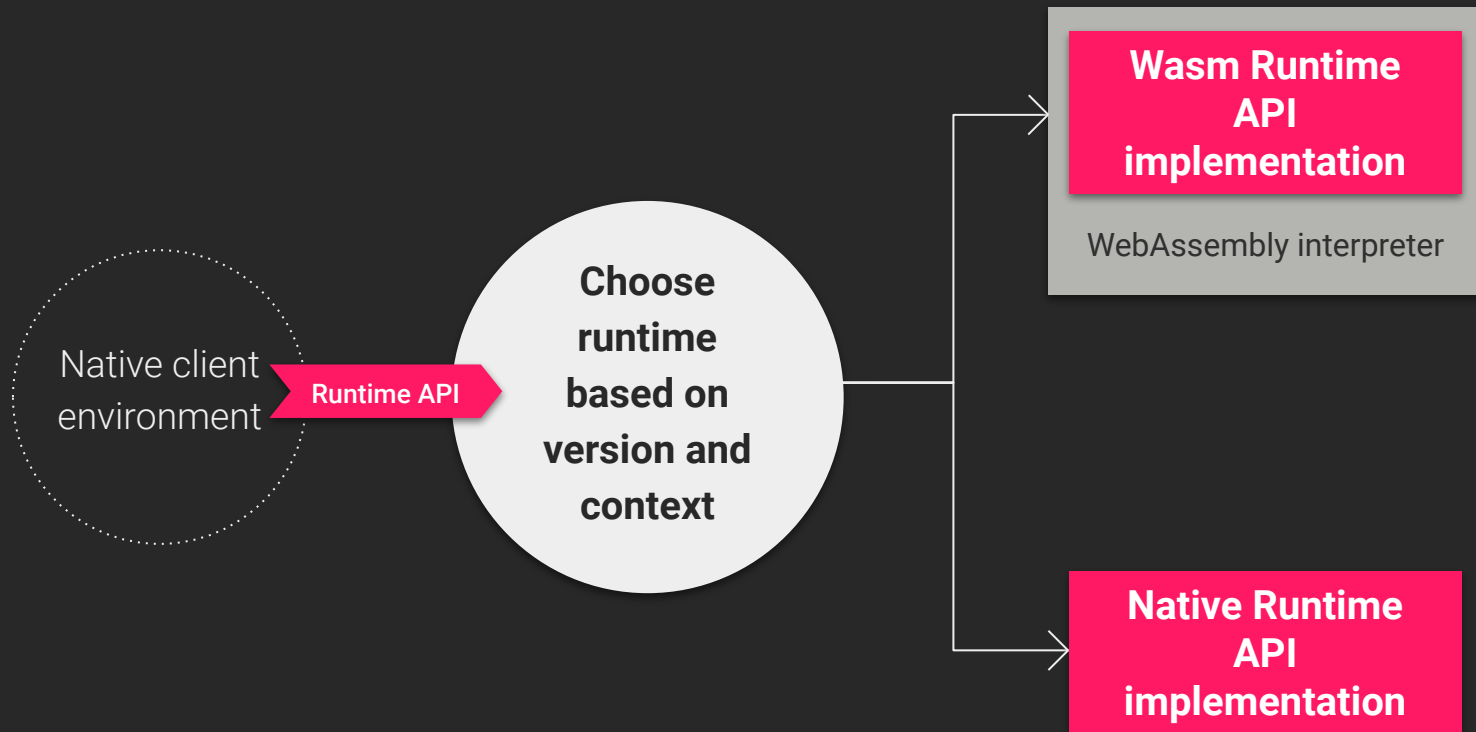 Wasm Runtime
API
implementation
WebAssembly interpreter
Native client
environment
Runtime API
Choose
runtime
based on
version and
context
Native Runtime
API
implementation